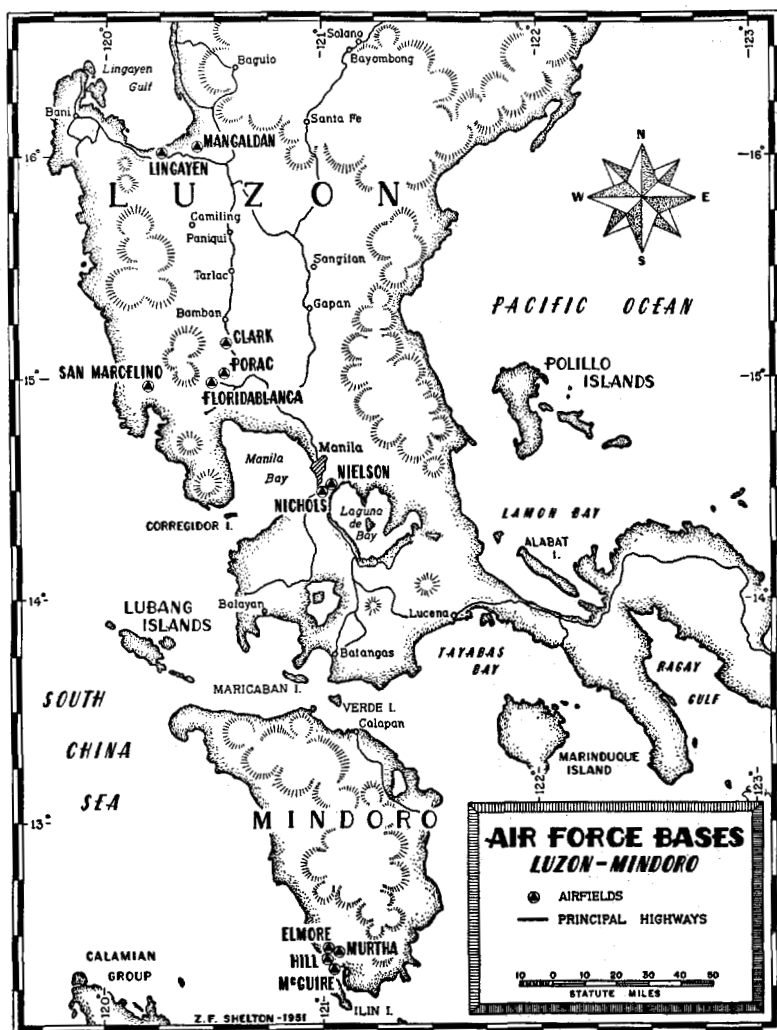 -120
-121
-122
-123
Solano
Lingayen
Gulf
Baguio
Bayombong
Bani
Santa Fe
MANGALDAN
LINGAYEN
16-
-16
LUZON
N
W
E
S
Camiling
Paniqui
Sangitan
Tarlac
PACIFIC OCEAN
Bamban
Gapan
CLARK
PORAC
SAN MARCELINO
FLORIDABLANCA
15-
-15
POLILLO
ISLANDS
Manila
Manila
Bay
NIELSON
NICHOLS
Laguna
de
Bay
CORREGIDOR I.
LAMON BAY
ALABAT
I.
14-
-14
LUBANG
ISLANDS
Balayan
Lucena
Batangas
TAYABAS
BAY
RAGAY
GULF
MARICABAN I.
VERDE I.
Calapan
SOUTH
CHINA
SEA
MARINDUQUE
ISLAND
122-
-123
13-
MINDORO
AIR FORCE BASES
LUZON-MINDORO
AIRFIELDS
PRINCIPAL HIGHWAYS
10 0 10 20 30 40 50
STATUTE MILES
ELMORE
MURTHA
HILL
McGUIRE
CALAMIAN
GROUP
-120
121-
ILIN I.
Z.F. SHELTON-1951